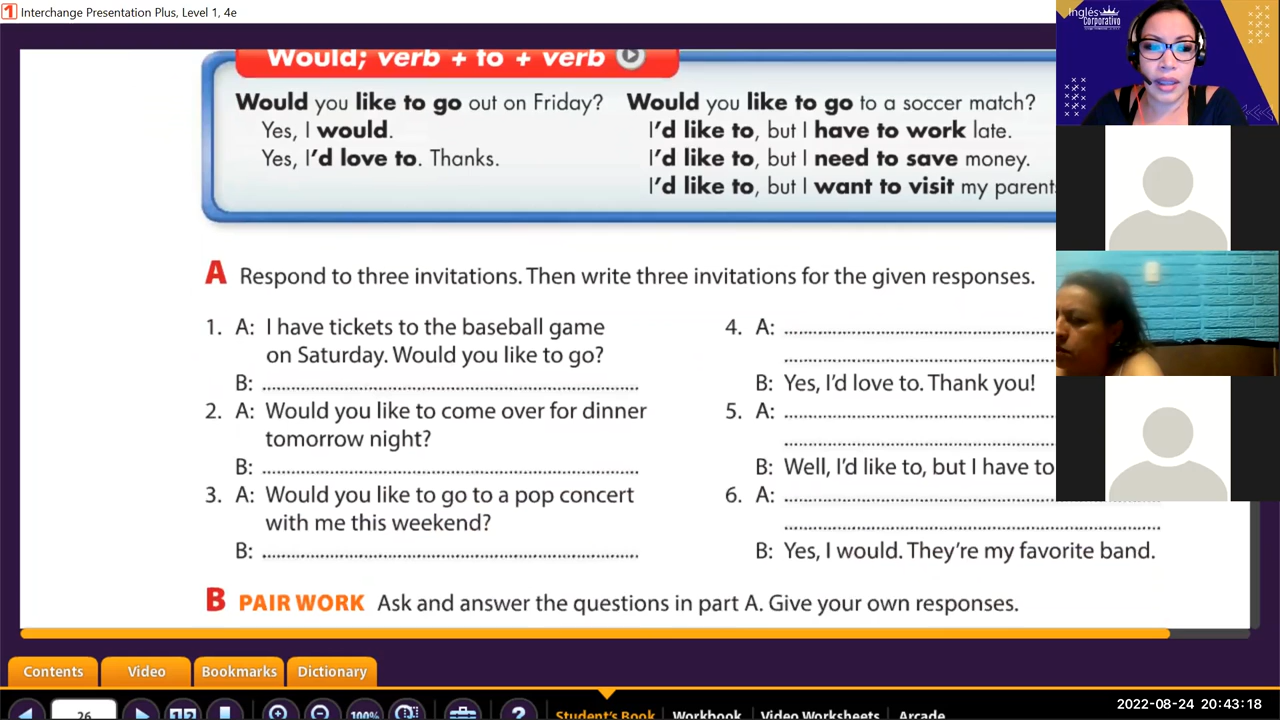 Interchange Presentation Plus, Level 1, 4e
Inglés
Corporativo
Would; verb + to + verb
Would you like to go out on Friday?
Yes, I would.
Yes, I'd love to. Thanks.
Would you like to go to a soccer match?
I'd like to, but I have to work late.
I'd like to, but I need to save money.
I'd like to, but I want to visit my parent
A Respond to three invitations. Then write three invitations for the given responses.
1. A: I have tickets to the baseball game
on Saturday. Would you like to go?
B:
2. A: Would you like to come over for dinner
tomorrow night?
B:
3. A: Would you like to go to a pop concert
with me this weekend?
B:
4. A:
B: Yes, I'd love to. Thank you!
5. A:
B: Well, I'd like to, but I have to
6. A:
B: Yes, I would. They're my favorite band.
B PAIR WORK Ask and answer the questions in part A. Give your own responses.
Contents Video Bookmarks Dictionary
26 100% ?
Student's Book Workbook Video Worksheets Arcade
2022-08-24 20:43:18